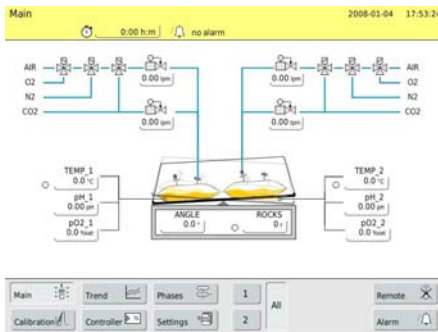 Main 2008-01-04 17:53:24
0:00 h:m no alarm
AIR AIR
O2 0.00 lpm 0.00 lpm O2
N2 N2
CO2 0.00 lpm 0.00 lpm CO2
TEMP_1 TEMP_2
0.0 °C 0.0 °C
pH_1 pH_2
0.00 pH 0.00 pH
ANGLE ROCKS
0.0 ° 0
pO2_1 pO2_2
0.0 %sat 0.0 %sat
Main Trend Phases 1 All Remote
Calibration Controller Settings 2 Alarm